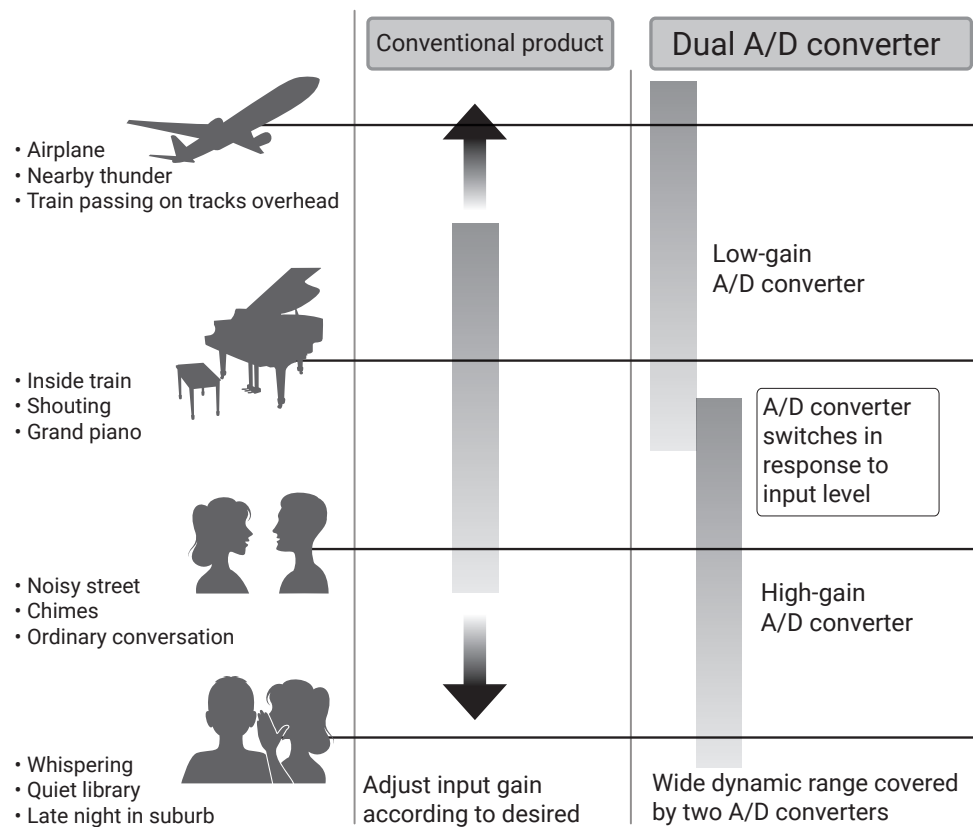 Conventional product
Dual A/D converter
• Airplane
• Nearby thunder
• Train passing on tracks overhead
Low-gain
A/D converter
• Inside train
• Shouting
• Grand piano
A/D converter
switches in
response to
input level
• Noisy street
• Chimes
• Ordinary conversation
High-gain
A/D converter
• Whispering
• Quiet library
• Late night in suburb
Adjust input gain
according to desired
Wide dynamic range covered
by two A/D converters